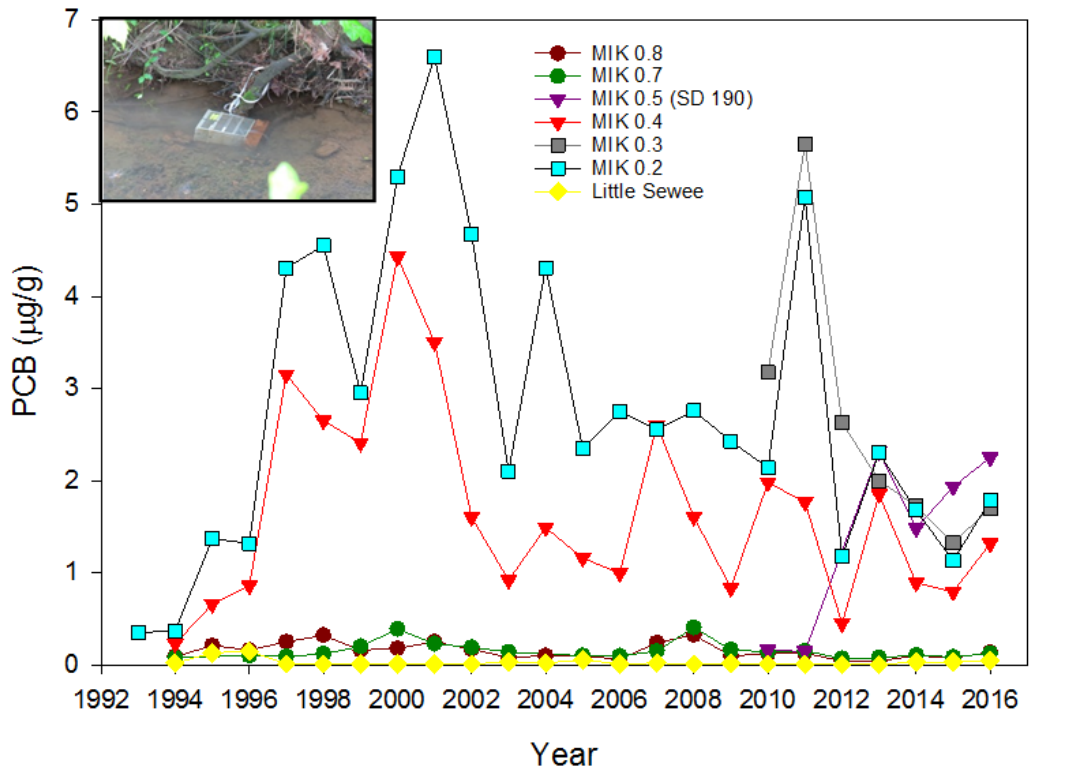 7
6
5
4
3
2
1
0
PCB (µg/g)
MIK 0.8
MIK 0.7
MIK 0.5 (SD 190)
MIK 0.4
MIK 0.3
MIK 0.2
Little Sewee
1992 1994 1996 1998 2000 2002 2004 2006 2008 2010 2012 2014 2016
Year